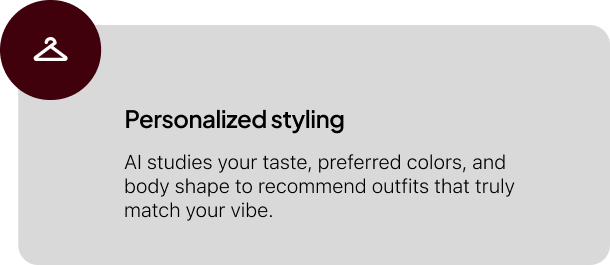 Personalized styling
AI studies your taste, preferred colors, and
body shape to recommend outfits that truly
match your vibe.